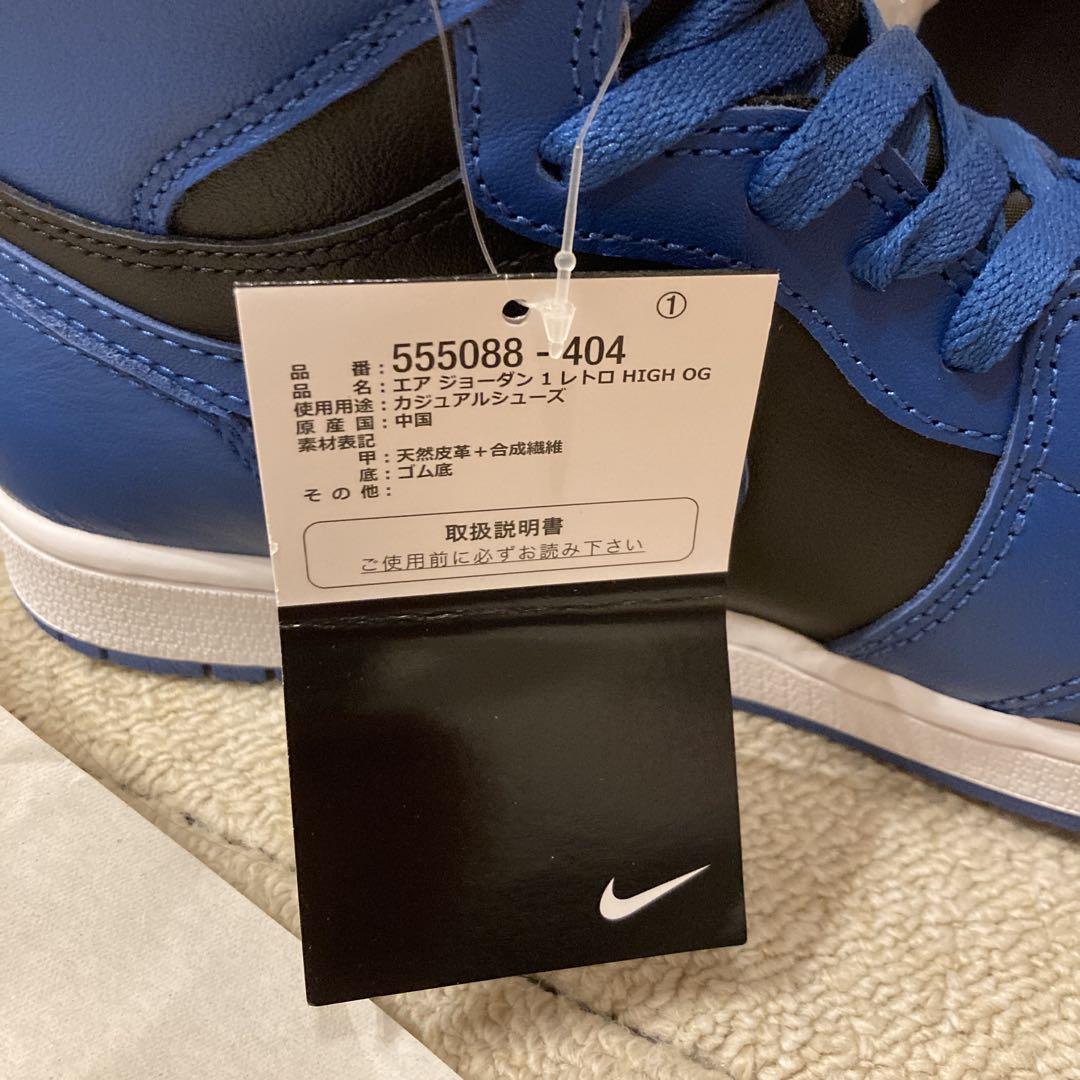 ①
品番：555088 - 404
品名：エア ジョーダン 1 レトロ HIGH OG
使用用途：カジュアルシューズ
原産国：中国
素材表記
甲：天然皮革＋合成繊維
底：ゴム底
その他：
取扱説明書
ご使用前に必ずお読み下さい